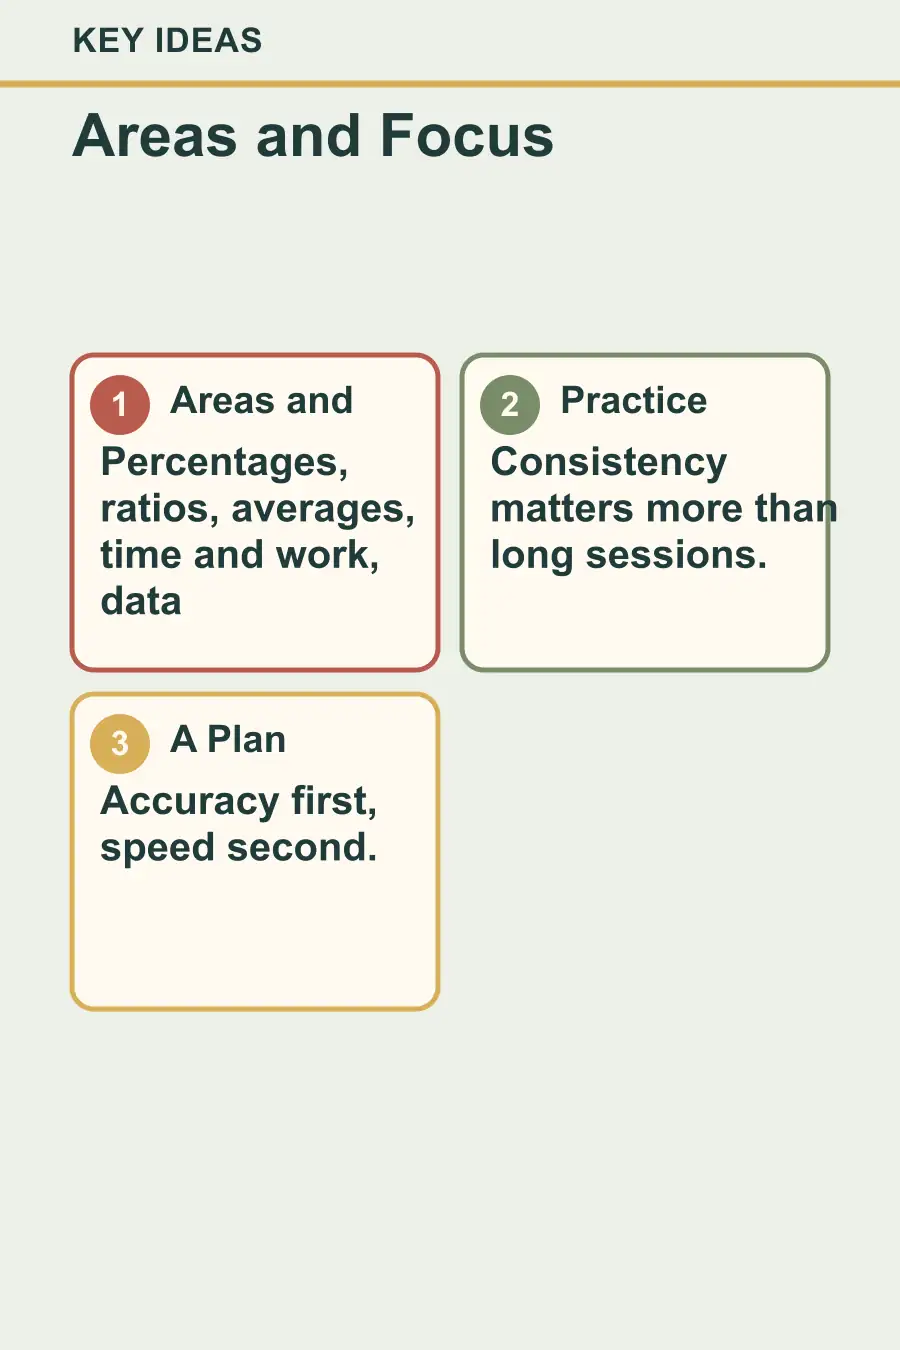 KEY IDEAS
Areas and Focus
1 Areas and
Percentages,
ratios, averages,
time and work,
data
2 Practice
Consistency
matters more than
long sessions.
3 A Plan
Accuracy first,
speed second.